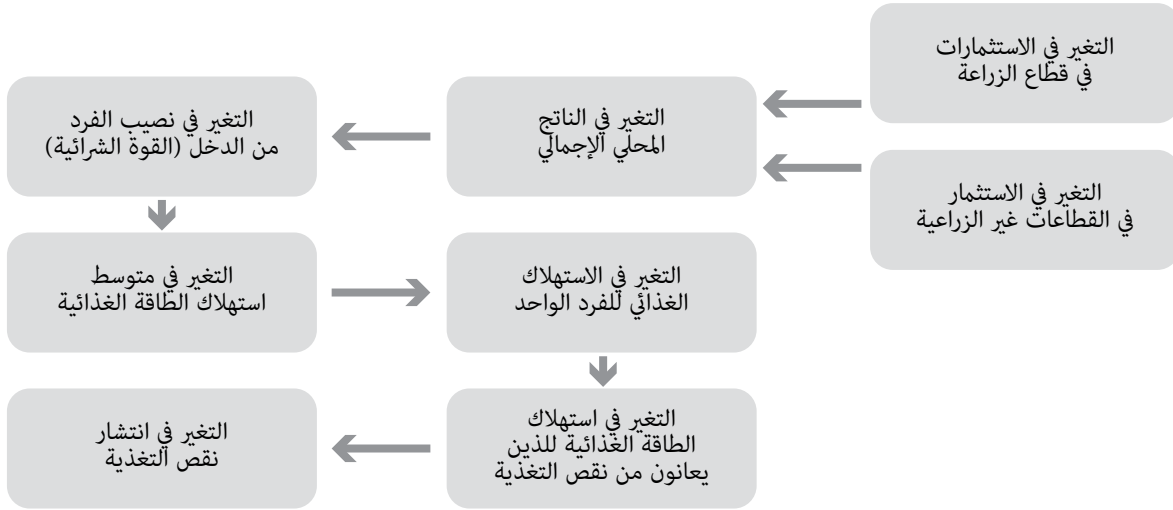 التغير في الاستثمارات
في قطاع الزراعة
التغير في الاستثمار
في القطاعات غير الزراعية
التغير في الناتج
المحلي الإجمالي
التغير في نصيب الفرد
من الدخل (القوة الشرائية)
التغير في متوسط
استهلاك الطاقة الغذائية
التغير في الاستهلاك
الغذائي للفرد الواحد
التغير في استهلاك
الطاقة الغذائية للذين
يعانون من نقص التغذية
التغير في انتشار
نقص التغذية